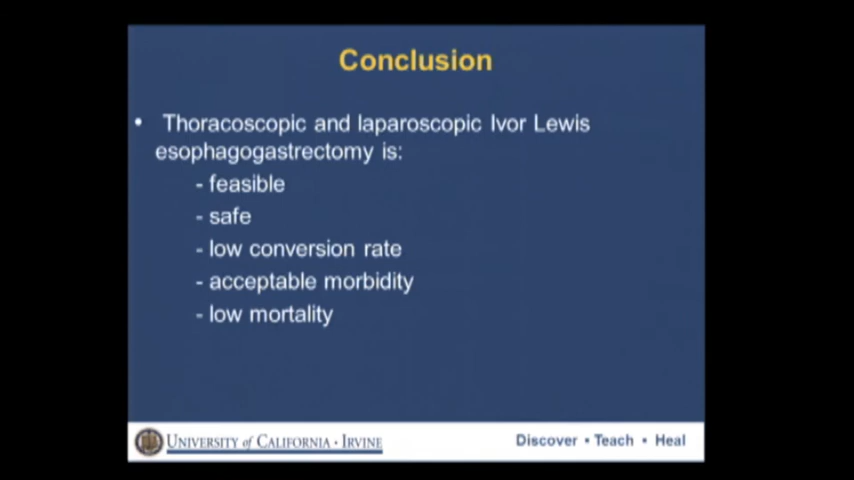 Conclusion
• Thoracoscopic and laparoscopic Ivor Lewis
esophagogastrectomy is:
- feasible
- safe
- low conversion rate
- acceptable morbidity
- low mortality
UNIVERSITY of CALIFORNIA · IRVINE
Discover • Teach • Heal